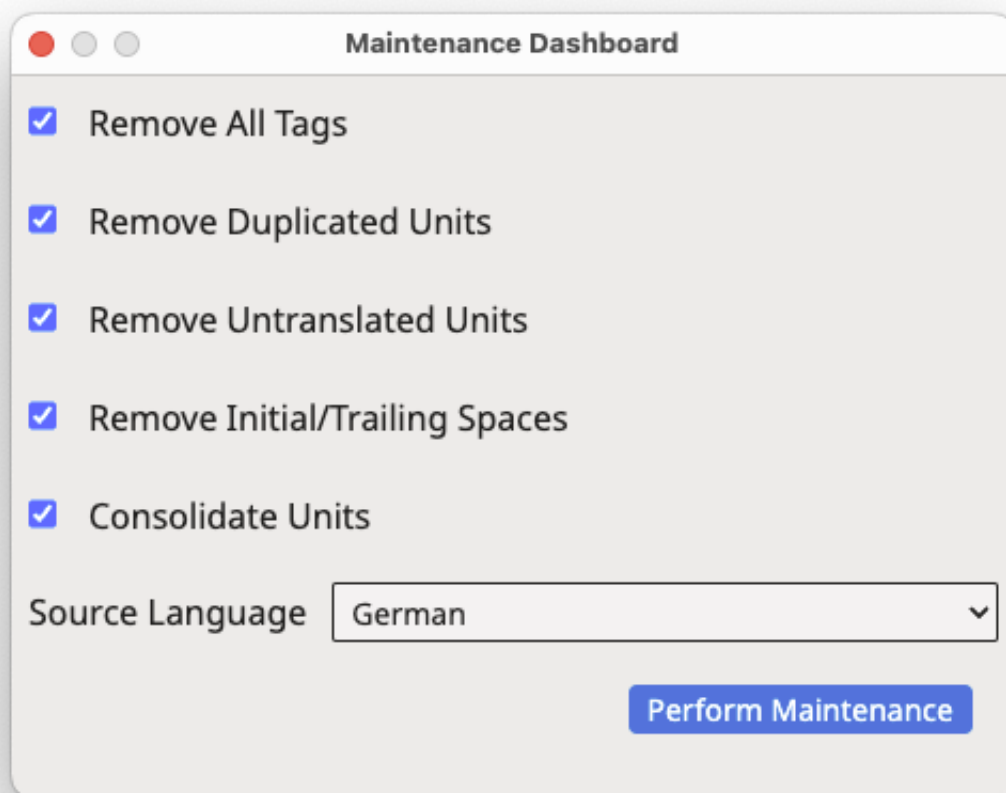 Maintenance Dashboard
Remove All Tags
Remove Duplicated Units
Remove Untranslated Units
Remove Initial/Trailing Spaces
Consolidate Units
Source Language German
Perform Maintenance